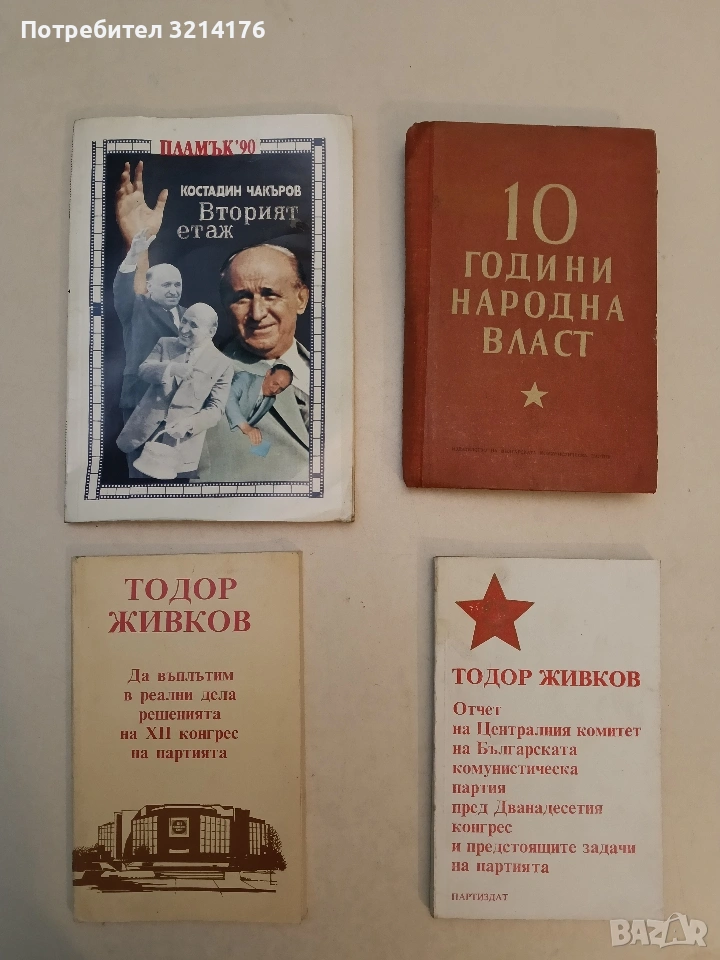 Потребител 3214176
ПЛАМЪК'90
КОСТАДИН ЧАКЪРОВ
Вторият
етаж
10
ГОДИНИ
НАРОДНА
ВЛАСТ
ТОДОР
ЖИВКОВ
Да въплътим
в реални дела
решенията
на XII конгрес
на партията
ТОДОР ЖИВКОВ
Отчет
на Централния комитет
на Българската
комунистическа
партия
пред Дванадесетия
конгрес
и предстоящите задачи
на партията
ПАРТИЗДАТ
BAZAR